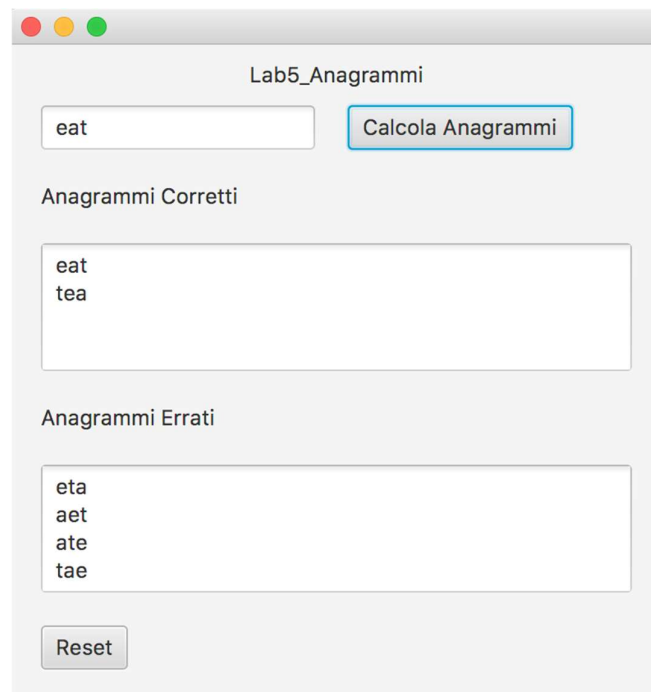 Lab5_Anagrammi
eat
Calcola Anagrammi
Anagrammi Corretti
eat
tea
Anagrammi Errati
eta
aet
ate
tae
Reset